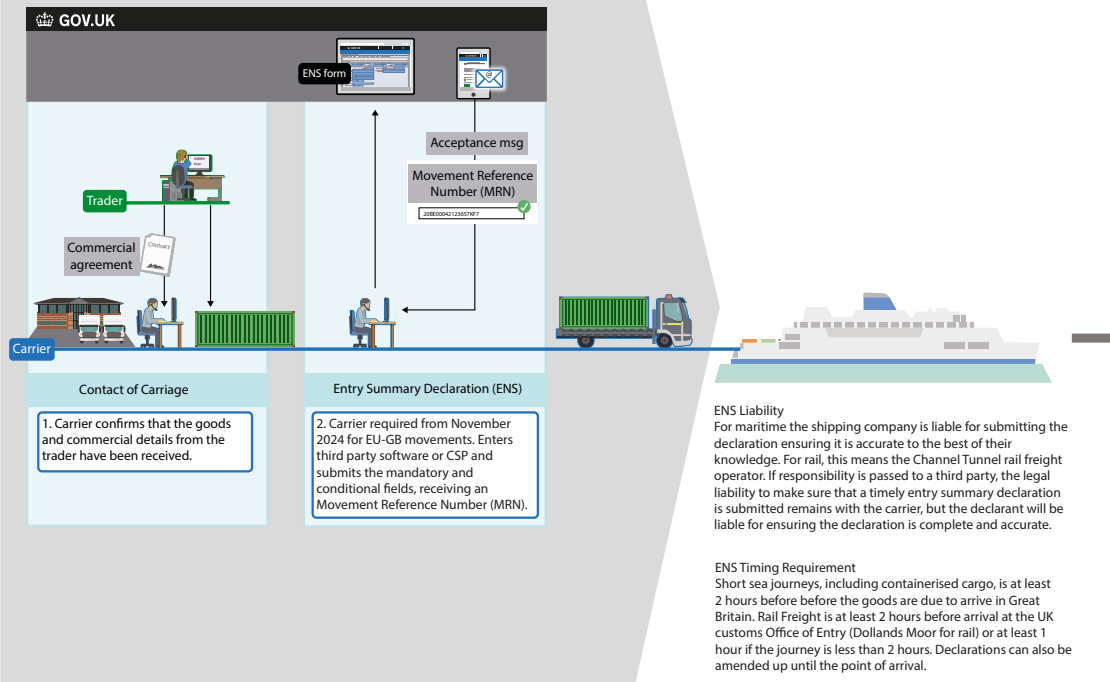 GOV.UK
ENS form
Acceptance msg
Movement Reference
Number (MRN)
20BE00042123657KF7
Trader
Commercial
agreement
Contract
Carrier
Contact of Carriage
1. Carrier confirms that the goods
and commercial details from the
trader have been received.
Entry Summary Declaration (ENS)
2. Carrier required from November
2024 for EU-GB movements. Enters
third party software or CSP and
submits the mandatory and
conditional fields, receiving an
Movement Reference Number (MRN).
ENS Liability
For maritime the shipping company is liable for submitting the
declaration ensuring it is accurate to the best of their
knowledge. For rail, this means the Channel Tunnel rail freight
operator. If responsibility is passed to a third party, the legal
liability to make sure that a timely entry summary declaration
is submitted remains with the carrier, but the declarant will be
liable for ensuring the declaration is complete and accurate.
ENS Timing Requirement
Short sea journeys, including containerised cargo, is at least
2 hours before before the goods are due to arrive in Great
Britain. Rail Freight is at least 2 hours before arrival at the UK
customs Office of Entry (Dollands Moor for rail) or at least 1
hour if the journey is less than 2 hours. Declarations can also be
amended up until the point of arrival.